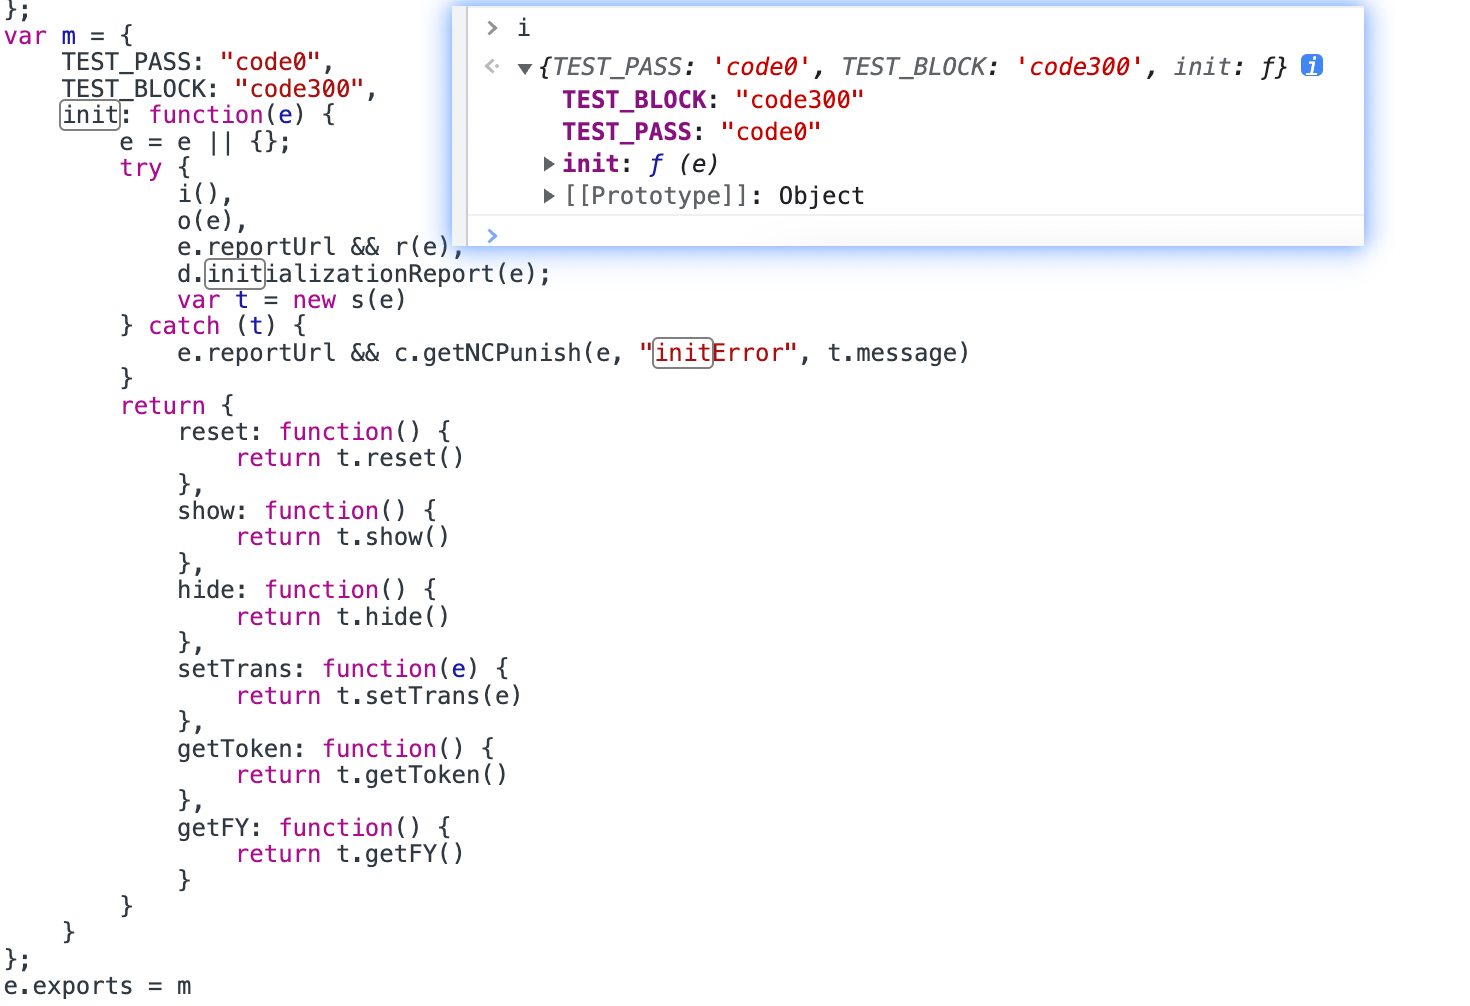 };
var m = {
    TEST_PASS: "code0",
    TEST_BLOCK: "code300",
    init: function(e) {
        e = e || {};
        try {
            i(),
            o(e),
            e.reportUrl && r(e),
            d.initializationReport(e);
            var t = new s(e)
        } catch (t) {
            e.reportUrl && c.getNCPunish(e, "initError", t.message)
        }
        return {
            reset: function() {
                return t.reset()
            },
            show: function() {
                return t.show()
            },
            hide: function() {
                return t.hide()
            },
            setTrans: function(e) {
                return t.setTrans(e)
            },
            getToken: function() {
                return t.getToken()
            },
            getFY: function() {
                return t.getFY()
            }
        }
    }
};
e.exports = m
> i
{TEST_PASS: 'code0', TEST_BLOCK: 'code300', init: ƒ} i
TEST_BLOCK: "code300"
TEST_PASS: "code0"
init: ƒ (e)
[[Prototype]]: Object
>